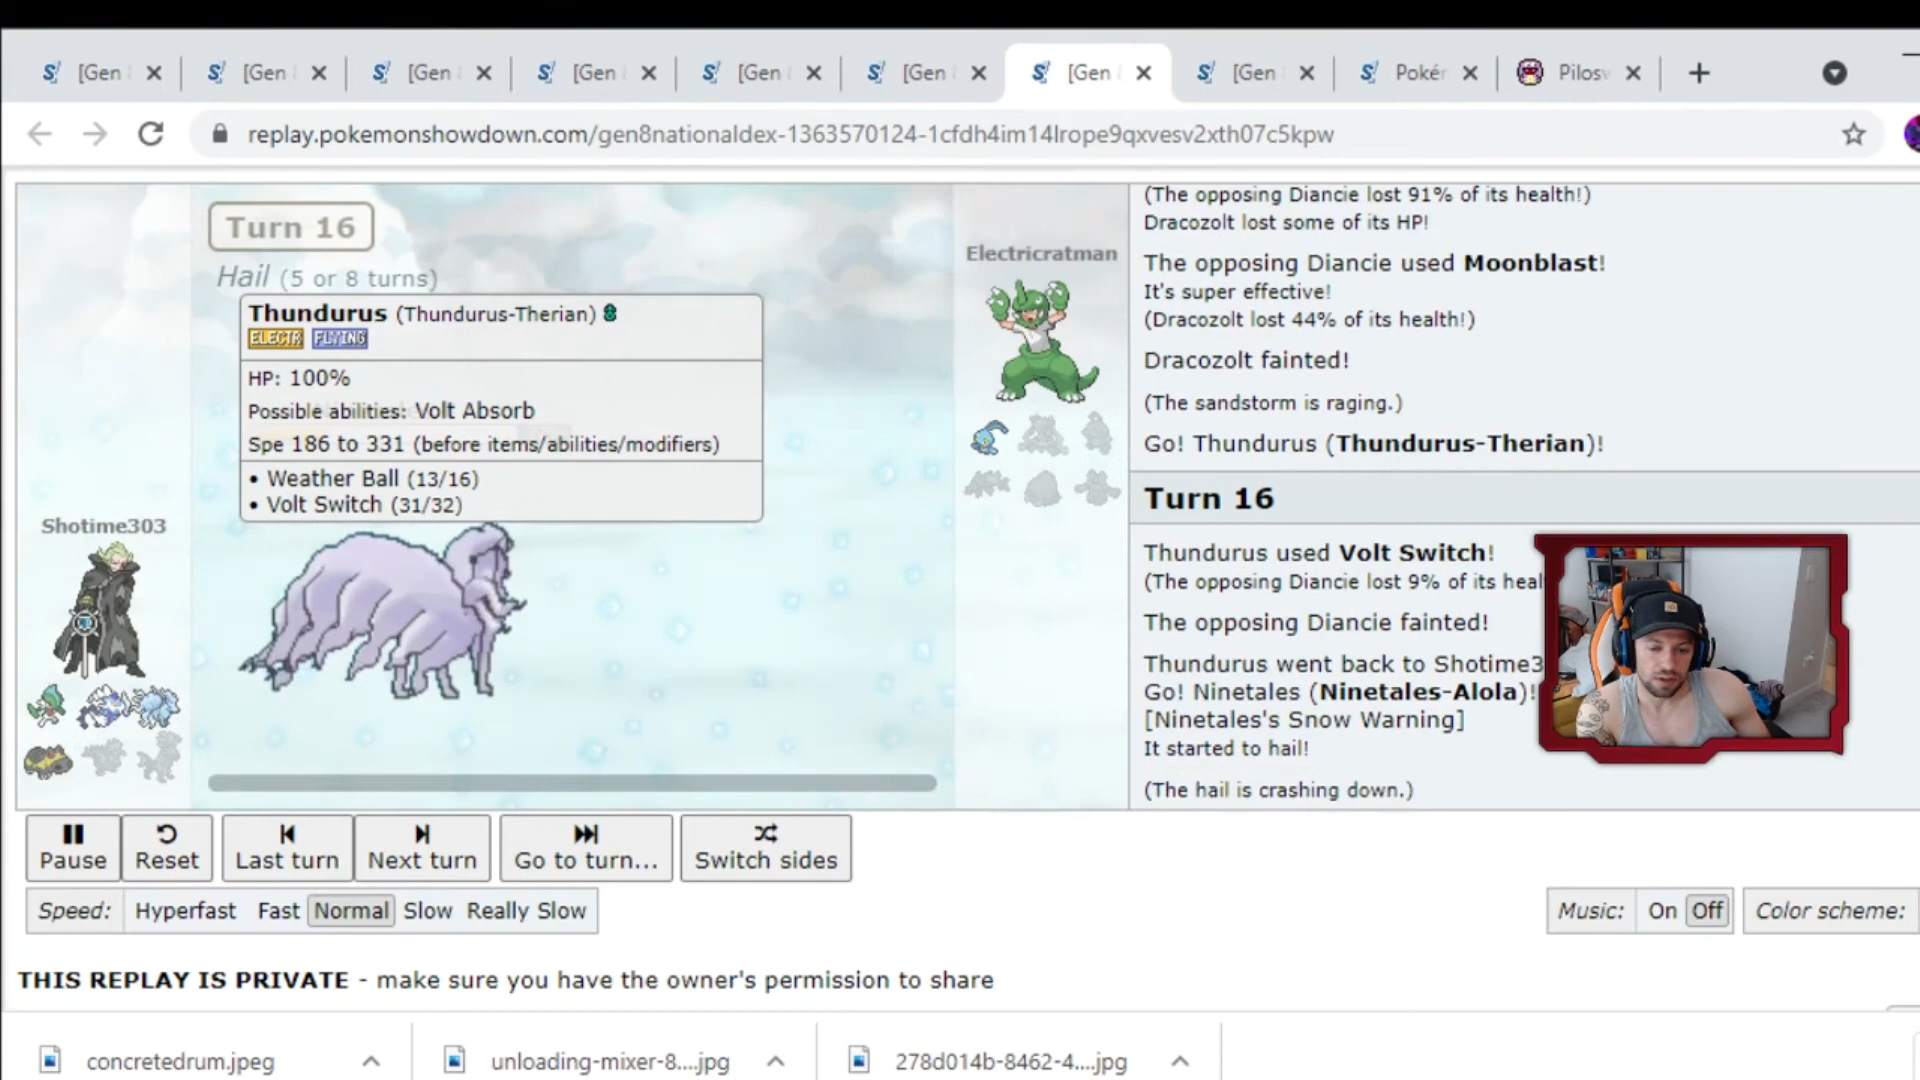 [Gen
[Gen
[Gen
[Gen
[Gen
[Gen
[Gen
[Gen
Pokér
Pilosv
replay.pokemonshowdown.com/gen8nationaldex-1363570124-1cfdh4im14lrope9qxvesv2xth07c5kpw
Turn 16
Hail (5 or 8 turns)
Thundurus (Thundurus-Therian)
ELECTR FLYING
HP: 100%
Possible abilities: Volt Absorb
Spe 186 to 331 (before items/abilities/modifiers)
• Weather Ball (13/16)
• Volt Switch (31/32)
Shotime303
Electricratman
(The opposing Diancie lost 91% of its health!)
Dracozolt lost some of its HP!
The opposing Diancie used Moonblast!
It's super effective!
(Dracozolt lost 44% of its health!)
Dracozolt fainted!
(The sandstorm is raging.)
Go! Thundurus (Thundurus-Therian)!
Turn 16
Thundurus used Volt Switch!
(The opposing Diancie lost 9% of its heal
The opposing Diancie fainted!
Thundurus went back to Shotime3
Go! Ninetales (Ninetales-Alola)!
[Ninetales's Snow Warning]
It started to hail!
(The hail is crashing down.)
Pause
Reset
Last turn
Next turn
Go to turn...
Switch sides
Speed: Hyperfast Fast Normal Slow Really Slow
Music: On Off
Color scheme:
THIS REPLAY IS PRIVATE - make sure you have the owner's permission to share
concretedrum.jpeg
unloading-mixer-8....jpg
278d014b-8462-4....jpg